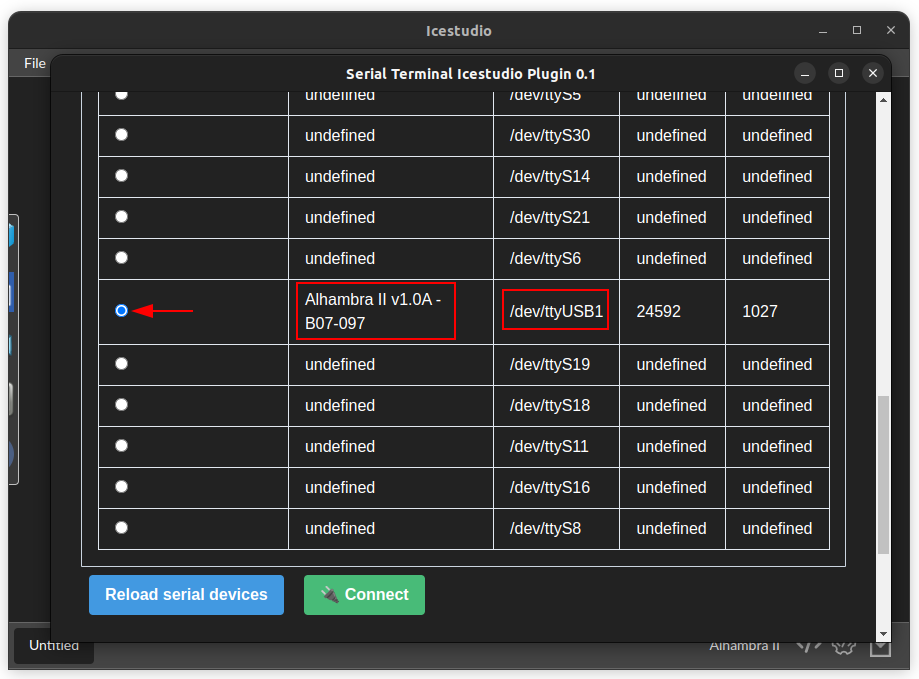 Icestudio
File
Serial Terminal Icestudio Plugin 0.1
undefined /dev/ttyS5 undefined undefined
undefined /dev/ttyS30 undefined undefined
undefined /dev/ttyS14 undefined undefined
undefined /dev/ttyS21 undefined undefined
undefined /dev/ttyS6 undefined undefined
Alhambra II v1.0A -
B07-097 /dev/ttyUSB1 24592 1027
undefined /dev/ttyS19 undefined undefined
undefined /dev/ttyS18 undefined undefined
undefined /dev/ttyS11 undefined undefined
undefined /dev/ttyS16 undefined undefined
undefined /dev/ttyS8 undefined undefined
Reload serial devices
Connect
Untitled
Alhambra II